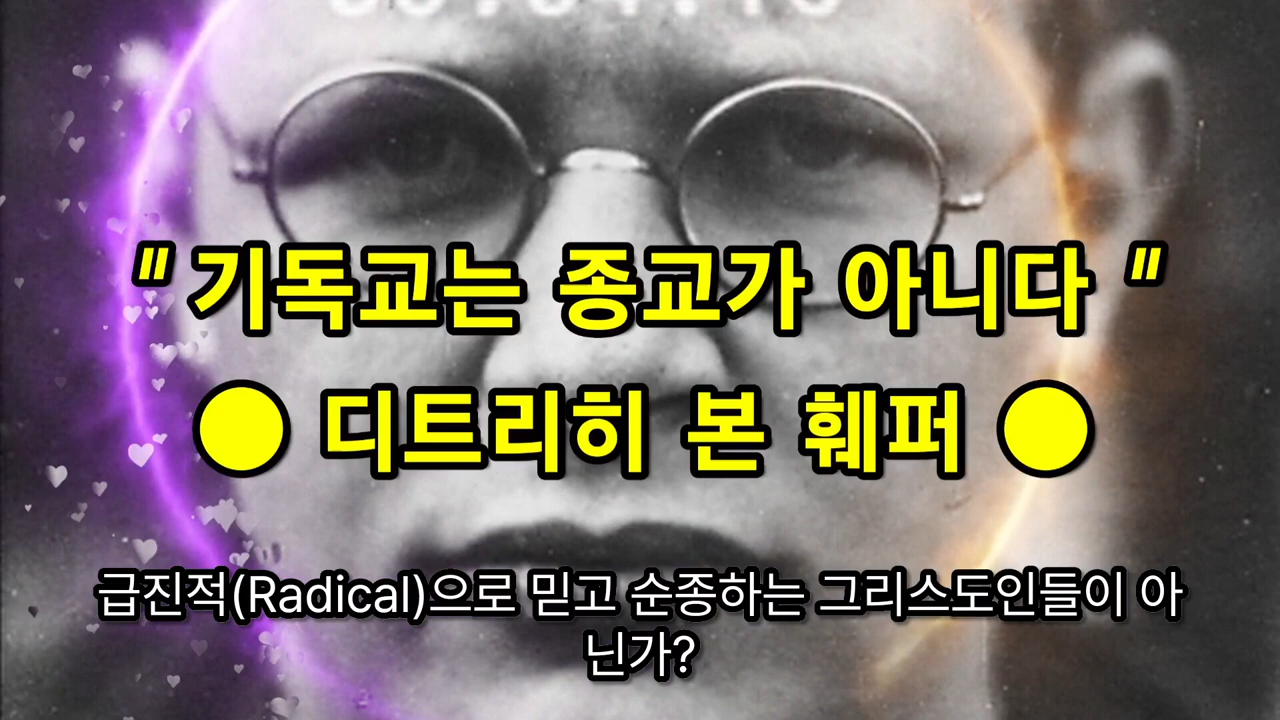 " 기독교는 종교가 아니다 "
● 디트리히 본 훼퍼 ●
급진적(Radical)으로 믿고 순종하는 그리스도인들이 아
닌가?